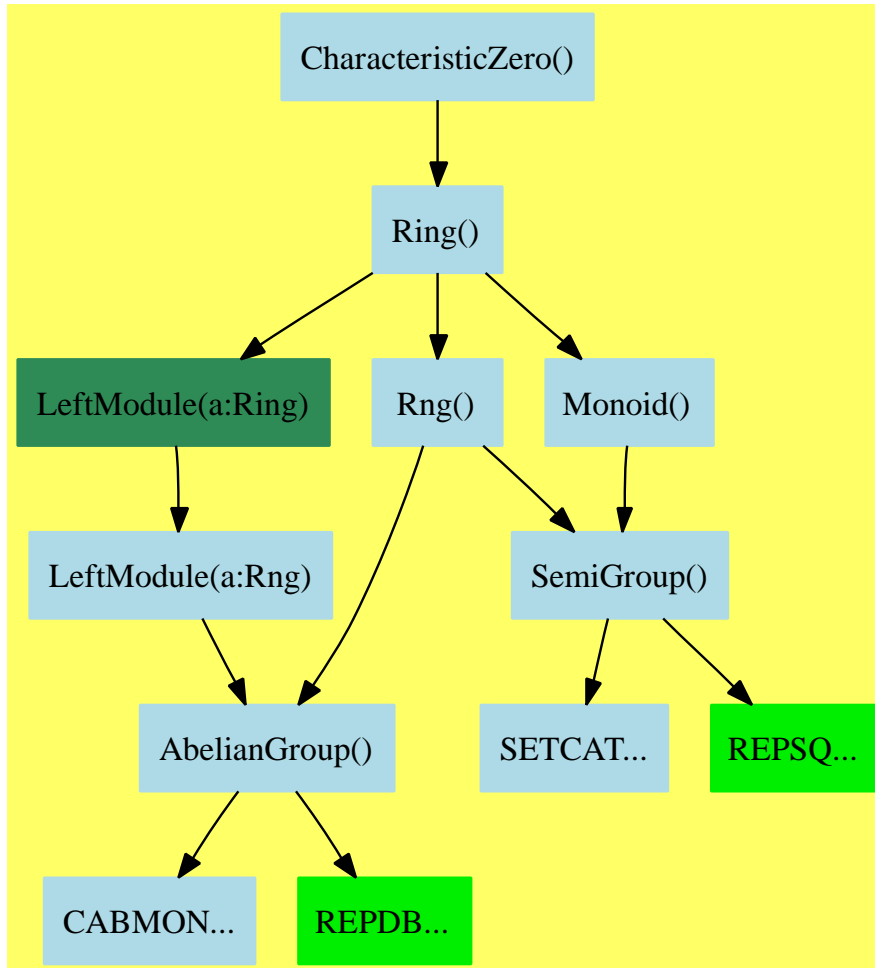 CharacteristicZero()
Ring()
LeftModule(a:Ring)
Rng()
Monoid()
LeftModule(a:Rng)
SemiGroup()
AbelianGroup()
SETCAT...
REPSQ...
CABMON...
REPDB...